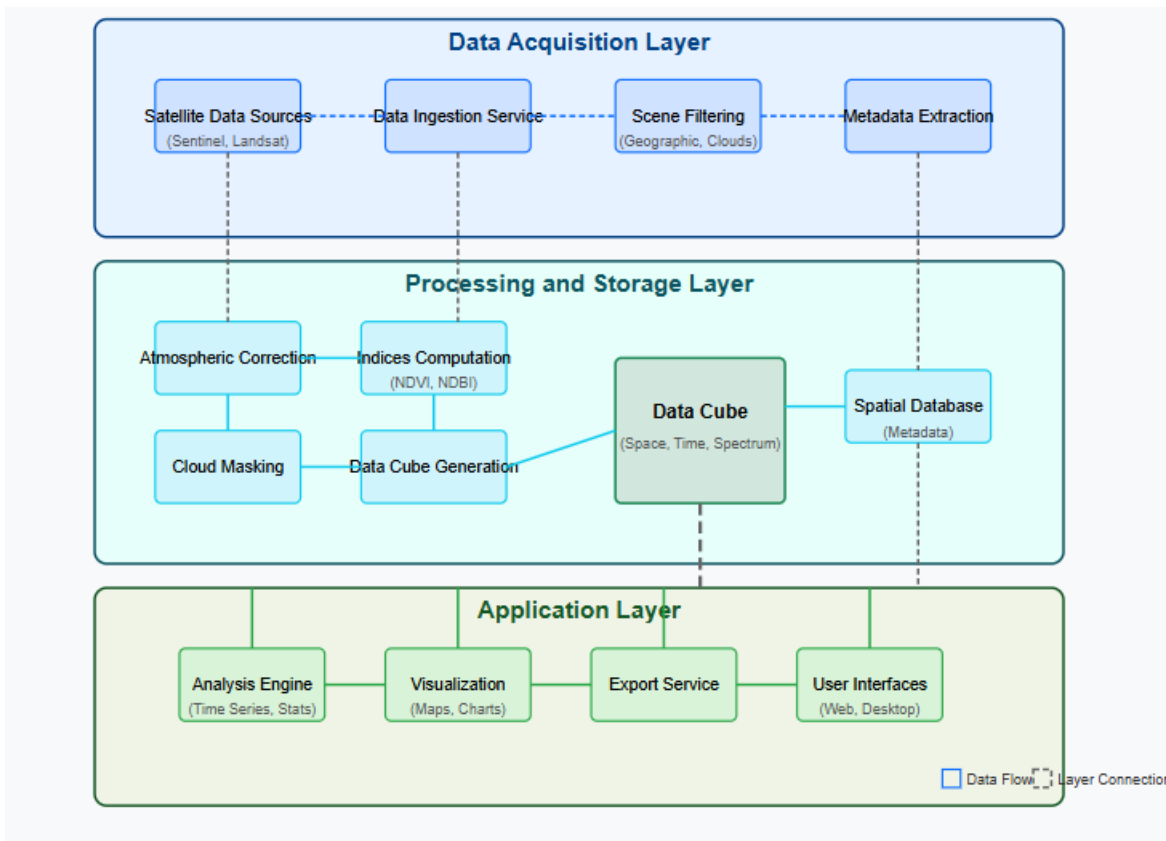 Data Acquisition Layer
Satellite Data Sources
(Sentinel, Landsat)
Data Ingestion Service
Scene Filtering
(Geographic, Clouds)
Metadata Extraction
Processing and Storage Layer
Atmospheric Correction
Indices Computation
(NDVI, NDBI)
Data Cube
(Space, Time, Spectrum)
Spatial Database
(Metadata)
Cloud Masking
Data Cube Generation
Application Layer
Analysis Engine
(Time Series, Stats)
Visualization
(Maps, Charts)
Export Service
User Interfaces
(Web, Desktop)
Data Flow
Layer Connection